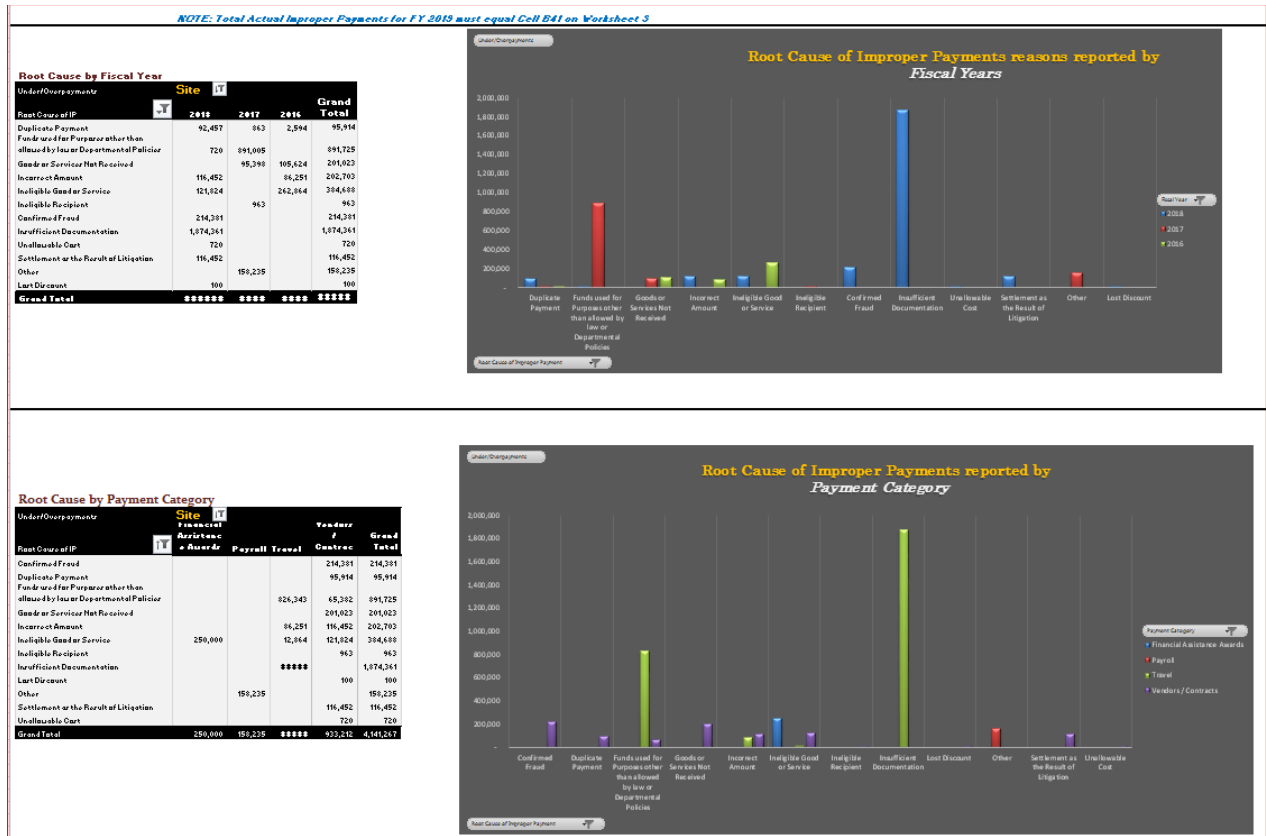 NOTE: Total Actual Improper Payments for FY 2019 must equal Cell B41 on Worksheet 3
Root Cause by Fiscal Year
Under/Overpayments Site
Root Cause of IP 2018 2017 2016 Grand Total
Duplicate Payment 92,457 863 2,594 95,914
Funds used for Purposes other than
allowed by law or Departmental Policies 720 891,005 891,725
Goods or Services Not Received 95,398 105,624 201,023
Incorrect Amount 116,452 86,251 202,703
Ineligible Good or Service 121,824 262,864 384,688
Ineligible Recipient 963 963
Confirmed Fraud 214,381 214,381
Insufficient Documentation 1,874,361 1,874,361
Unallowable Cost 720 720
Settlement as the Result of Litigation 116,452 116,452
Other 158,235 158,235
Lost Discount 100 100
Grand Total ###### #### #### #####
Under/Overpayments
Root Cause of Improper Payments reasons reported by
Fiscal Years
2,000,000
1,800,000
1,600,000
1,400,000
1,200,000
1,000,000
800,000
600,000
400,000
200,000
-
Duplicate Payment
Funds used for Purposes other than allowed by law or Departmental Policies
Goods or Services Not Received
Incorrect Amount
Ineligible Good or Service
Ineligible Recipient
Confirmed Fraud
Insufficient Documentation
Unallowable Cost
Settlement as the Result of Litigation
Other
Lost Discount
Fiscal Year
2018
2017
2016
Root Cause of Improper Payment
Root Cause by Payment Category
Under/Overpayments Site
Root Cause of IP Financial Assistance Awards Payroll Travel Vendors / Contrac Grand Total
Confirmed Fraud 214,381 214,381
Duplicate Payment 95,914 95,914
Funds used for Purposes other than
allowed by law or Departmental Policies 826,343 65,382 891,725
Goods or Services Not Received 201,023 201,023
Incorrect Amount 86,251 116,452 202,703
Ineligible Good or Service 250,000 12,864 121,824 384,688
Ineligible Recipient 963 963
Insufficient Documentation ##### 1,874,361
Lost Discount 100 100
Other 158,235 158,235
Settlement as the Result of Litigation 116,452 116,452
Unallowable Cost 720 720
Grand Total 250,000 158,235 ##### 933,212 4,141,267
Under/Overpayments
Root Cause of Improper Payments reported by
Payment Category
2,000,000
1,800,000
1,600,000
1,400,000
1,200,000
1,000,000
800,000
600,000
400,000
200,000
-
Confirmed Fraud
Duplicate Payment
Funds used for Purposes other than allowed by law or Departmental Policies
Goods or Services Not Received
Incorrect Amount
Ineligible Good or Service
Ineligible Recipient
Insufficient Documentation
Lost Discount
Other
Settlement as the Result of Litigation
Unallowable Cost
Payment Category
Financial Assistance Awards
Payroll
Travel
Vendors / Contracts
Root Cause of Improper Payment